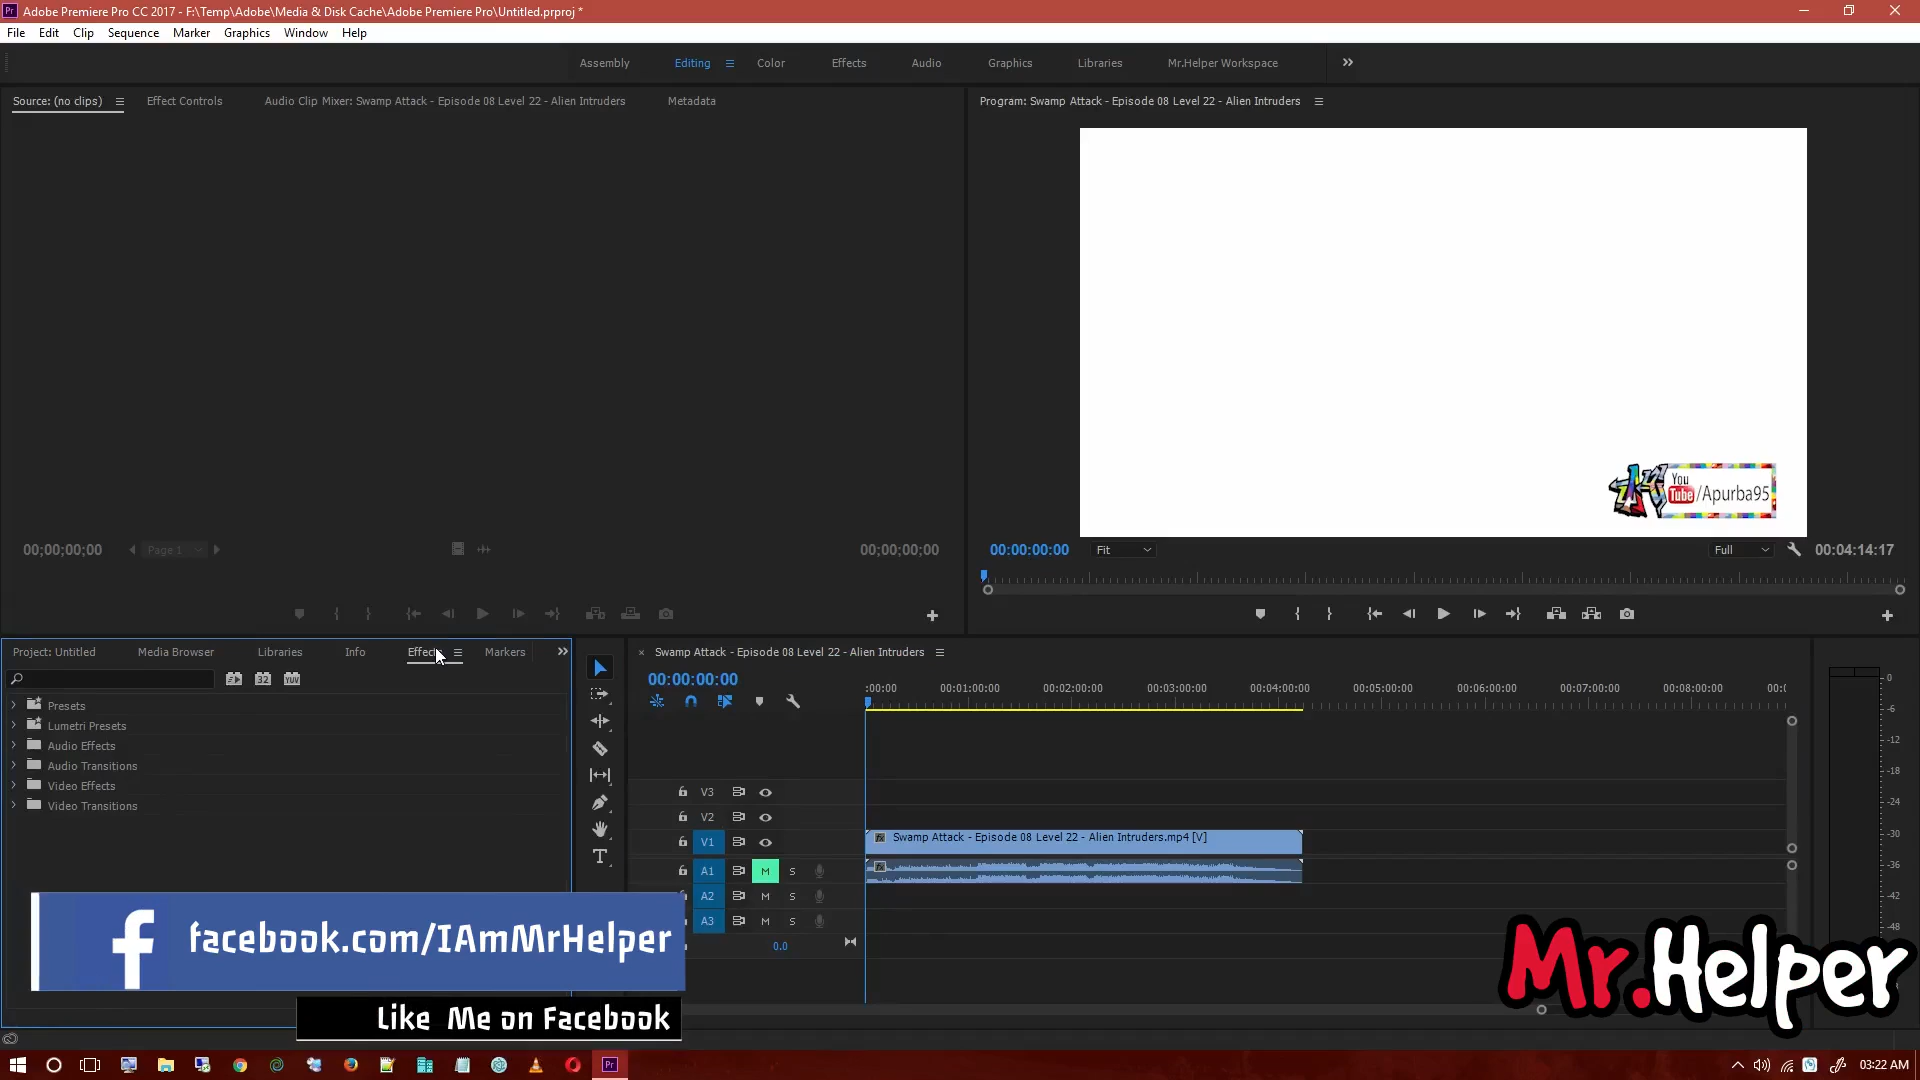 Adobe Premiere Pro CC 2017 - F:\Temp\Adobe\Media & Disk Cache\Adobe Premiere Pro\Untitled.prproj *
File Edit Clip Sequence Marker Graphics Window Help
Assembly Editing Color Effects Audio Graphics Libraries Mr.Helper Workspace
Source: (no clips) Effect Controls Audio Clip Mixer: Swamp Attack - Episode 08 Level 22 - Alien Intruders Metadata
Program: Swamp Attack - Episode 08 Level 22 - Alien Intruders
You
Tube /Apurba95
00;00;00;00 Page 1 00;00;00;00
00:00:00:00 Fit Full 00:04:14:17
Project: Untitled Media Browser Libraries Info Effects Markers
32 YUV
Presets
Lumetri Presets
Audio Effects
Audio Transitions
Video Effects
Video Transitions
Swamp Attack - Episode 08 Level 22 - Alien Intruders
00:00:00:00
:00:00 00:01:00:00 00:02:00:00 00:03:00:00 00:04:00:00 00:05:00:00 00:06:00:00 00:07:00:00 00:08:00:00 00:0
V3
V2
V1 fx Swamp Attack - Episode 08 Level 22 - Alien Intruders.mp4 [V]
A1 M S
A2 M S
A3 M S
0.0
0
-6
-12
-18
-24
-30
-36
-42
-48
facebook.com/IAmMrHelper
Like Me on Facebook
Mr.Helper
Pr 03:22 AM